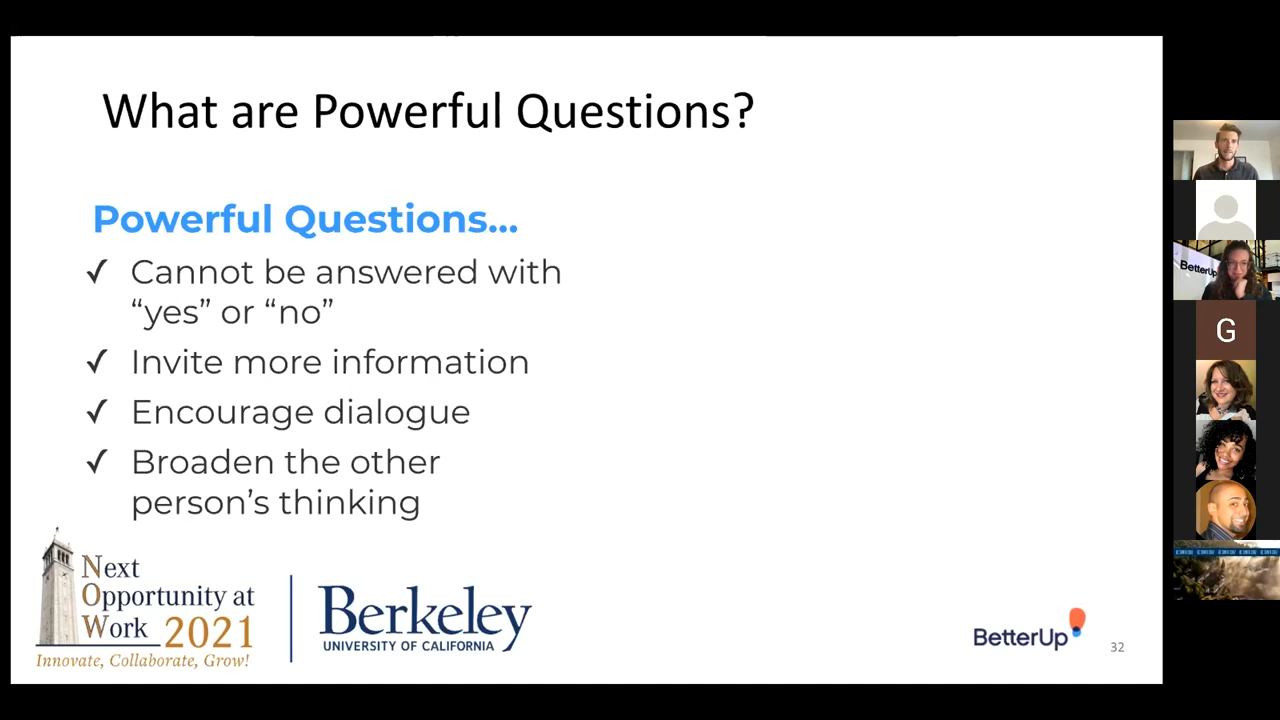 What are Powerful Questions?
Powerful Questions...
✓ Cannot be answered with
“yes” or “no”
✓ Invite more information
✓ Encourage dialogue
✓ Broaden the other
person’s thinking
Next
Opportunity at
Work 2021
Innovate, Collaborate, Grow!
Berkeley
UNIVERSITY OF CALIFORNIA
BetterUp
32
BetterUp
G